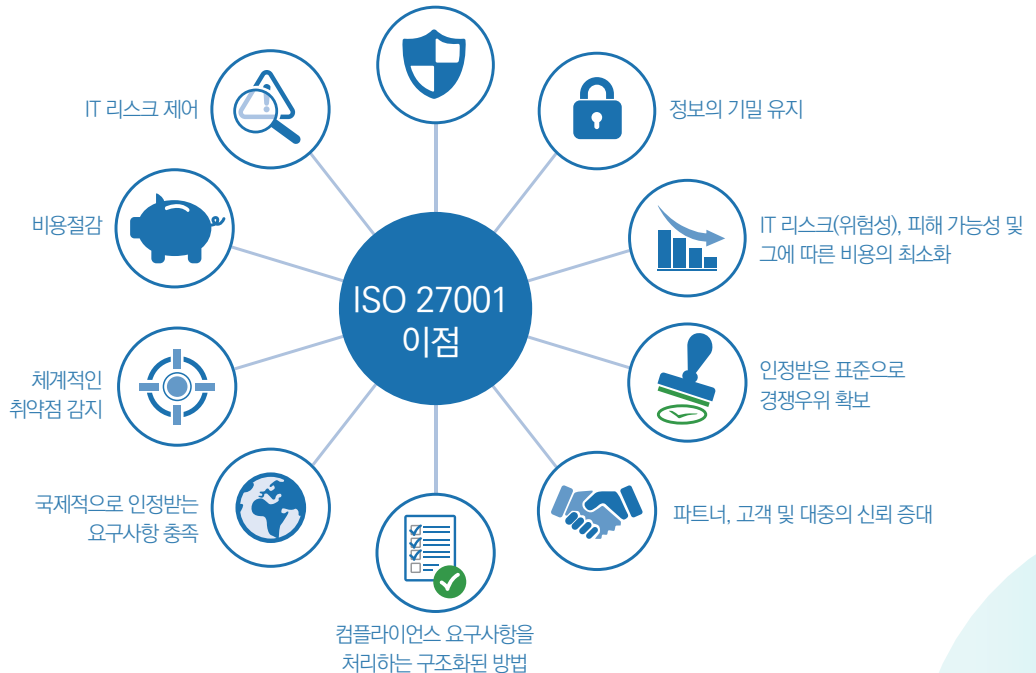 IT 리스크 제어
정보의 기밀 유지
비용절감
IT 리스크(위험성), 피해 가능성 및
그에 따른 비용의 최소화
ISO 27001
이점
체계적인
취약점 감지
인정받은 표준으로
경쟁우위 확보
국제적으로 인정받는
요구사항 충족
파트너, 고객 및 대중의 신뢰 증대
컴플라이언스 요구사항을
처리하는 구조화된 방법